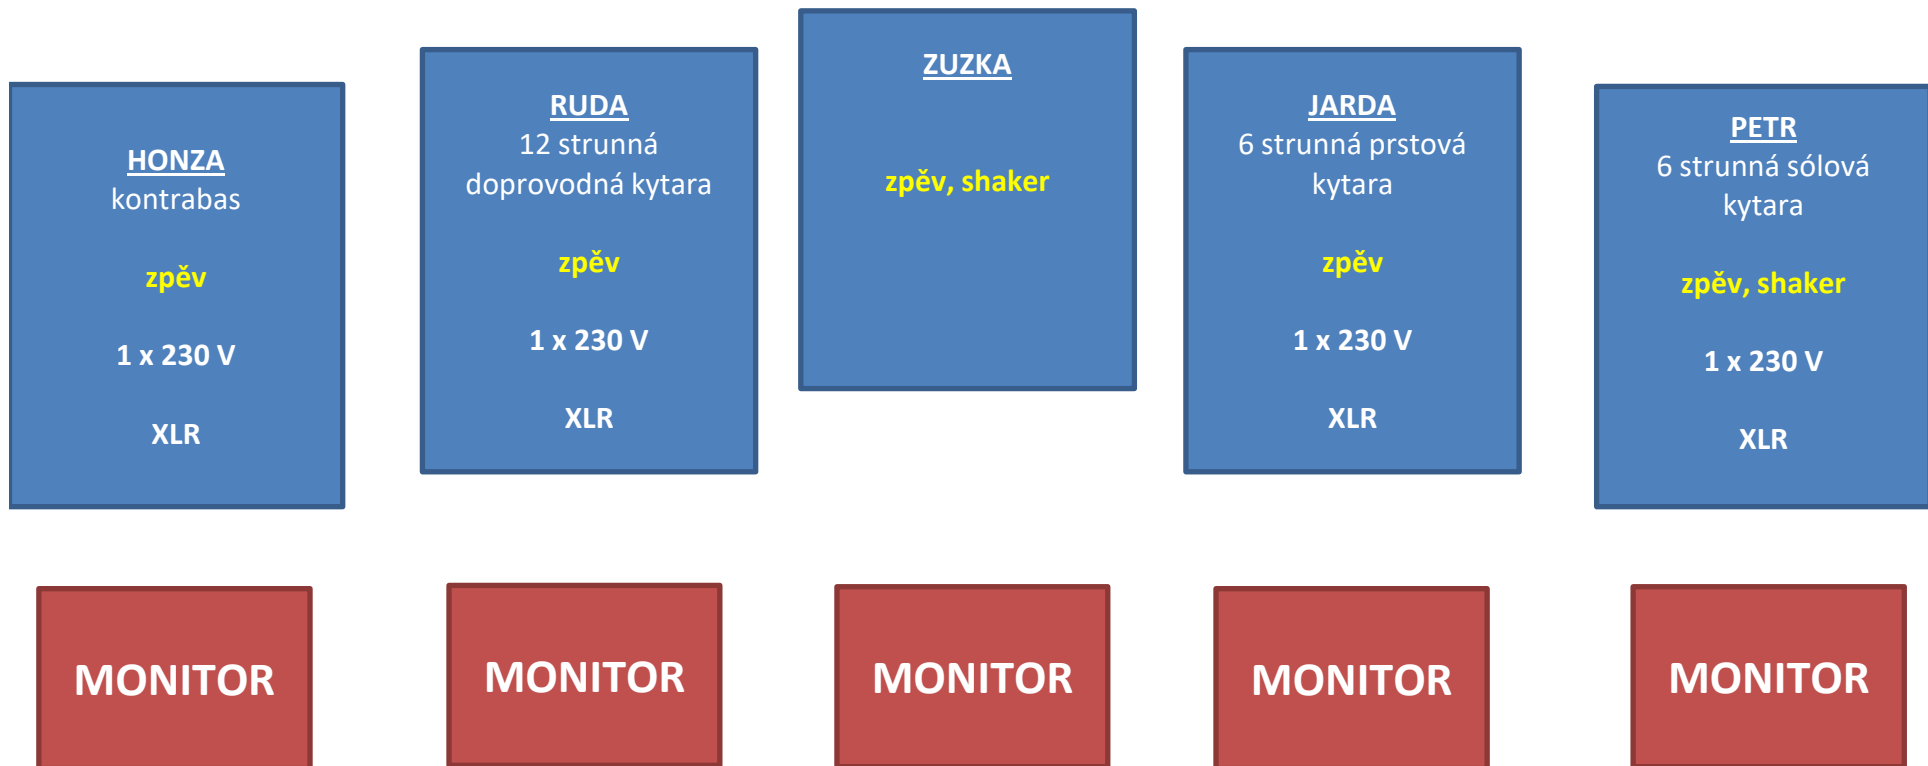 HONZA
kontrabas
zpěv
1 x 230 V
XLR
RUDA
12 strunná
doprovodná kytara
zpěv
1 x 230 V
XLR
ZUZKA
zpěv, shaker
JARDA
6 strunná prstová
kytara
zpěv
1 x 230 V
XLR
PETR
6 strunná sólová
kytara
zpěv, shaker
1 x 230 V
XLR
MONITOR
MONITOR
MONITOR
MONITOR
MONITOR